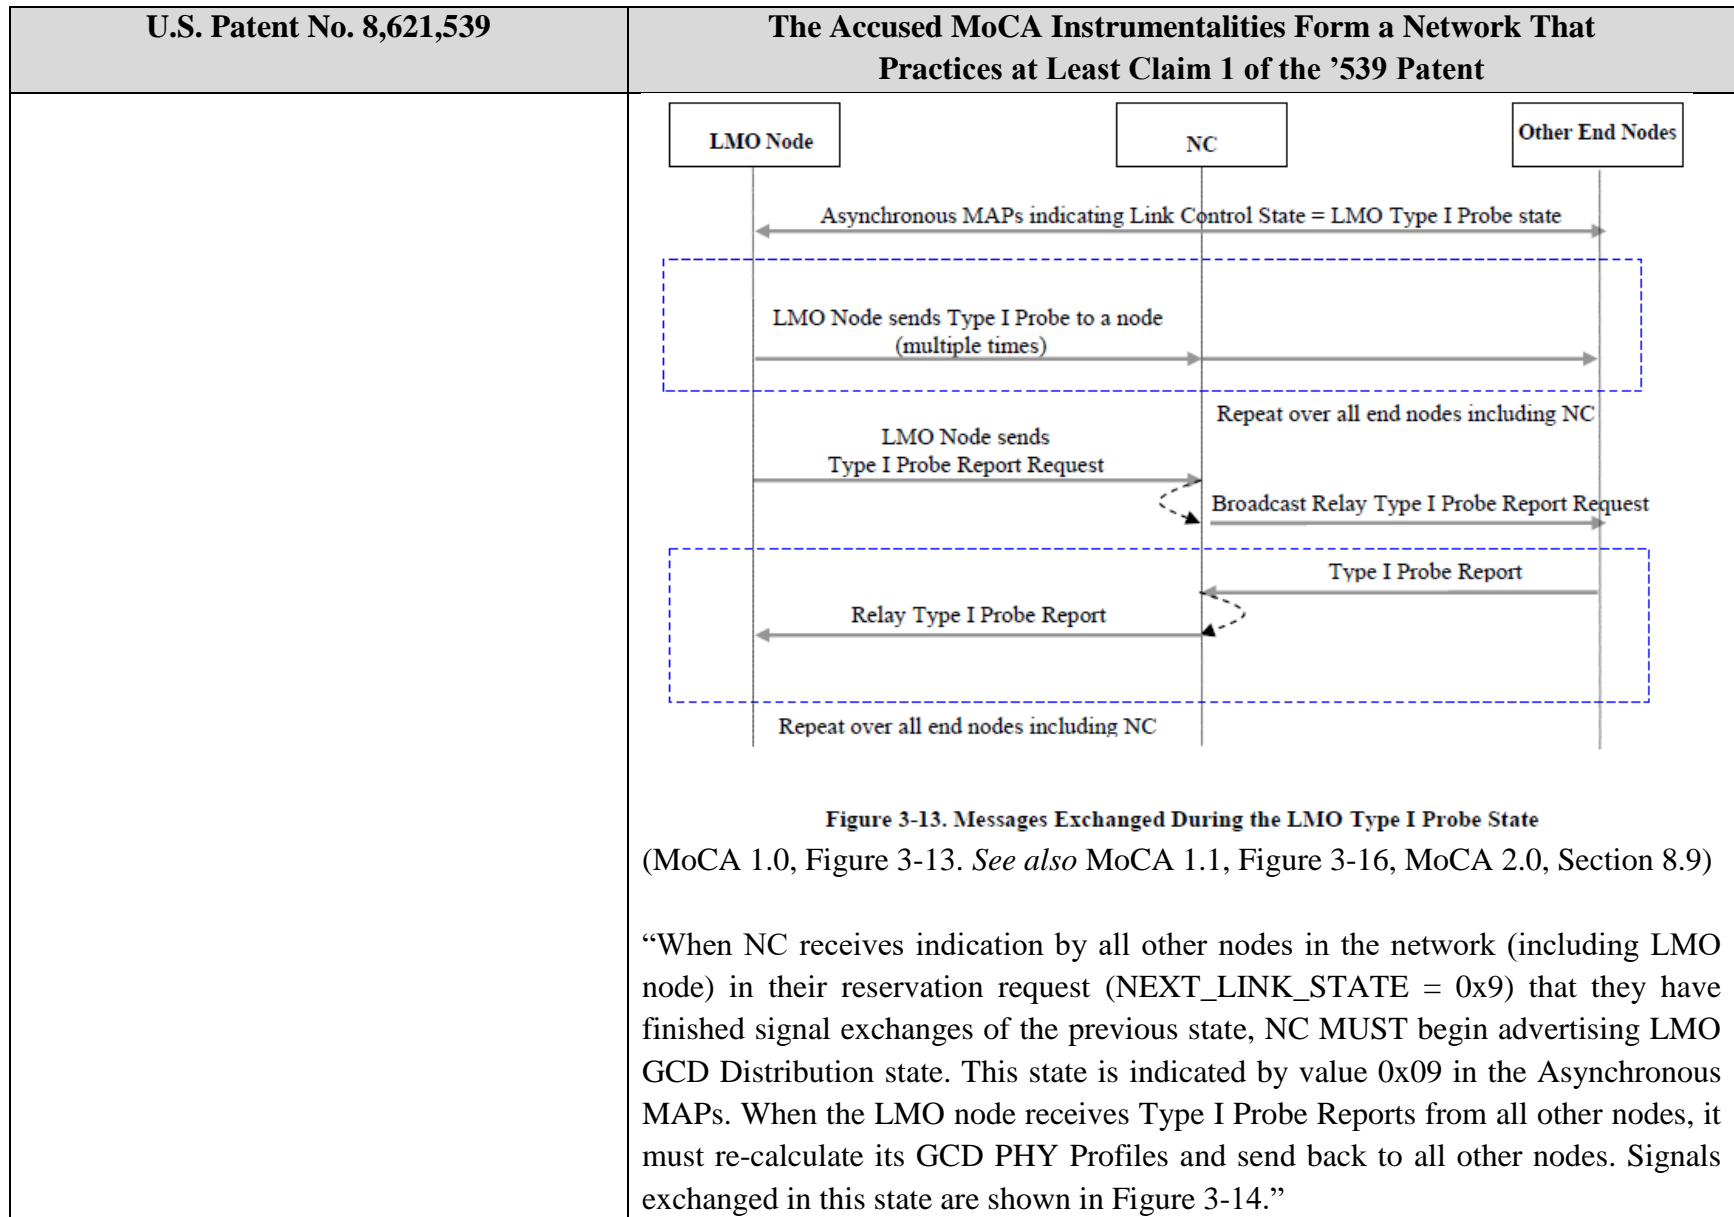 U.S. Patent No. 8,621,539
The Accused MoCA Instrumentalities Form a Network That
Practices at Least Claim 1 of the ’539 Patent
LMO Node
NC
Other End Nodes
Asynchronous MAPs indicating Link Control State = LMO Type I Probe state
LMO Node sends Type I Probe to a node
(multiple times)
Repeat over all end nodes including NC
LMO Node sends
Type I Probe Report Request
Broadcast Relay Type I Probe Report Request
Type I Probe Report
Relay Type I Probe Report
Repeat over all end nodes including NC
Figure 3-13. Messages Exchanged During the LMO Type I Probe State
(MoCA 1.0, Figure 3-13. See also MoCA 1.1, Figure 3-16, MoCA 2.0, Section 8.9)
“When NC receives indication by all other nodes in the network (including LMO
node) in their reservation request (NEXT_LINK_STATE = 0x9) that they have
finished signal exchanges of the previous state, NC MUST begin advertising LMO
GCD Distribution state. This state is indicated by value 0x09 in the Asynchronous
MAPs. When the LMO node receives Type I Probe Reports from all other nodes, it
must re-calculate its GCD PHY Profiles and send back to all other nodes. Signals
exchanged in this state are shown in Figure 3-14.”